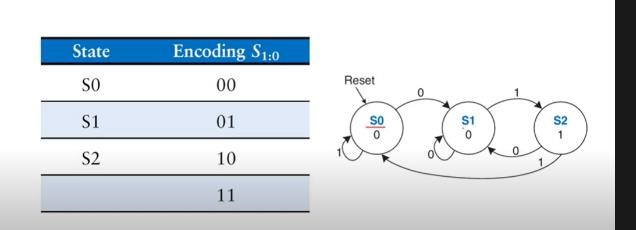 State Encoding S1:0
S0 00
S1 01
S2 10
11
Reset
0 1
S0 S1 S2
0 0 1
1 0 0
1